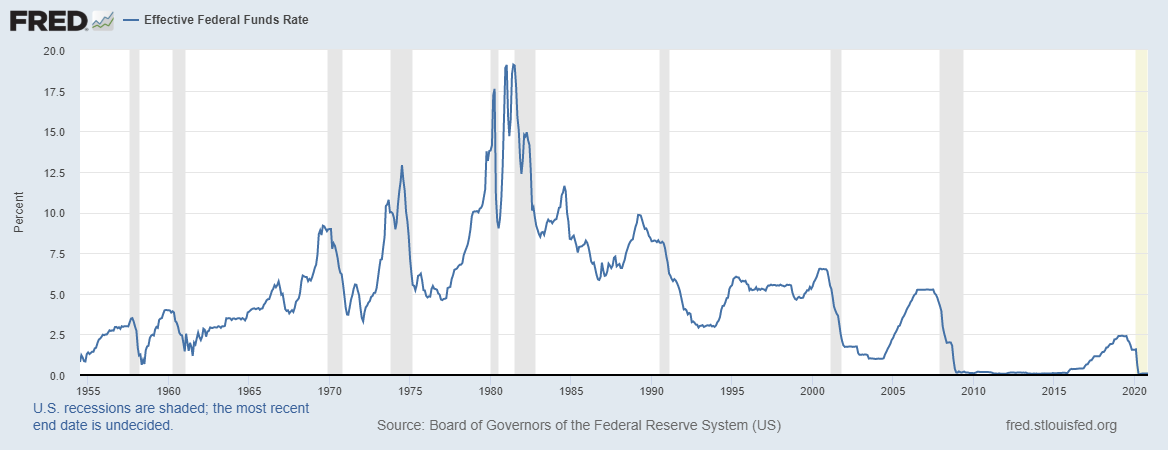 FRED
Effective Federal Funds Rate
20.0
17.5
15.0
12.5
10.0
7.5
5.0
2.5
0.0
Percent
1955 1960 1965 1970 1975 1980 1985 1990 1995 2000 2005 2010 2015 2020
U.S. recessions are shaded; the most recent
end date is undecided.
Source: Board of Governors of the Federal Reserve System (US)
fred.stlouisfed.org